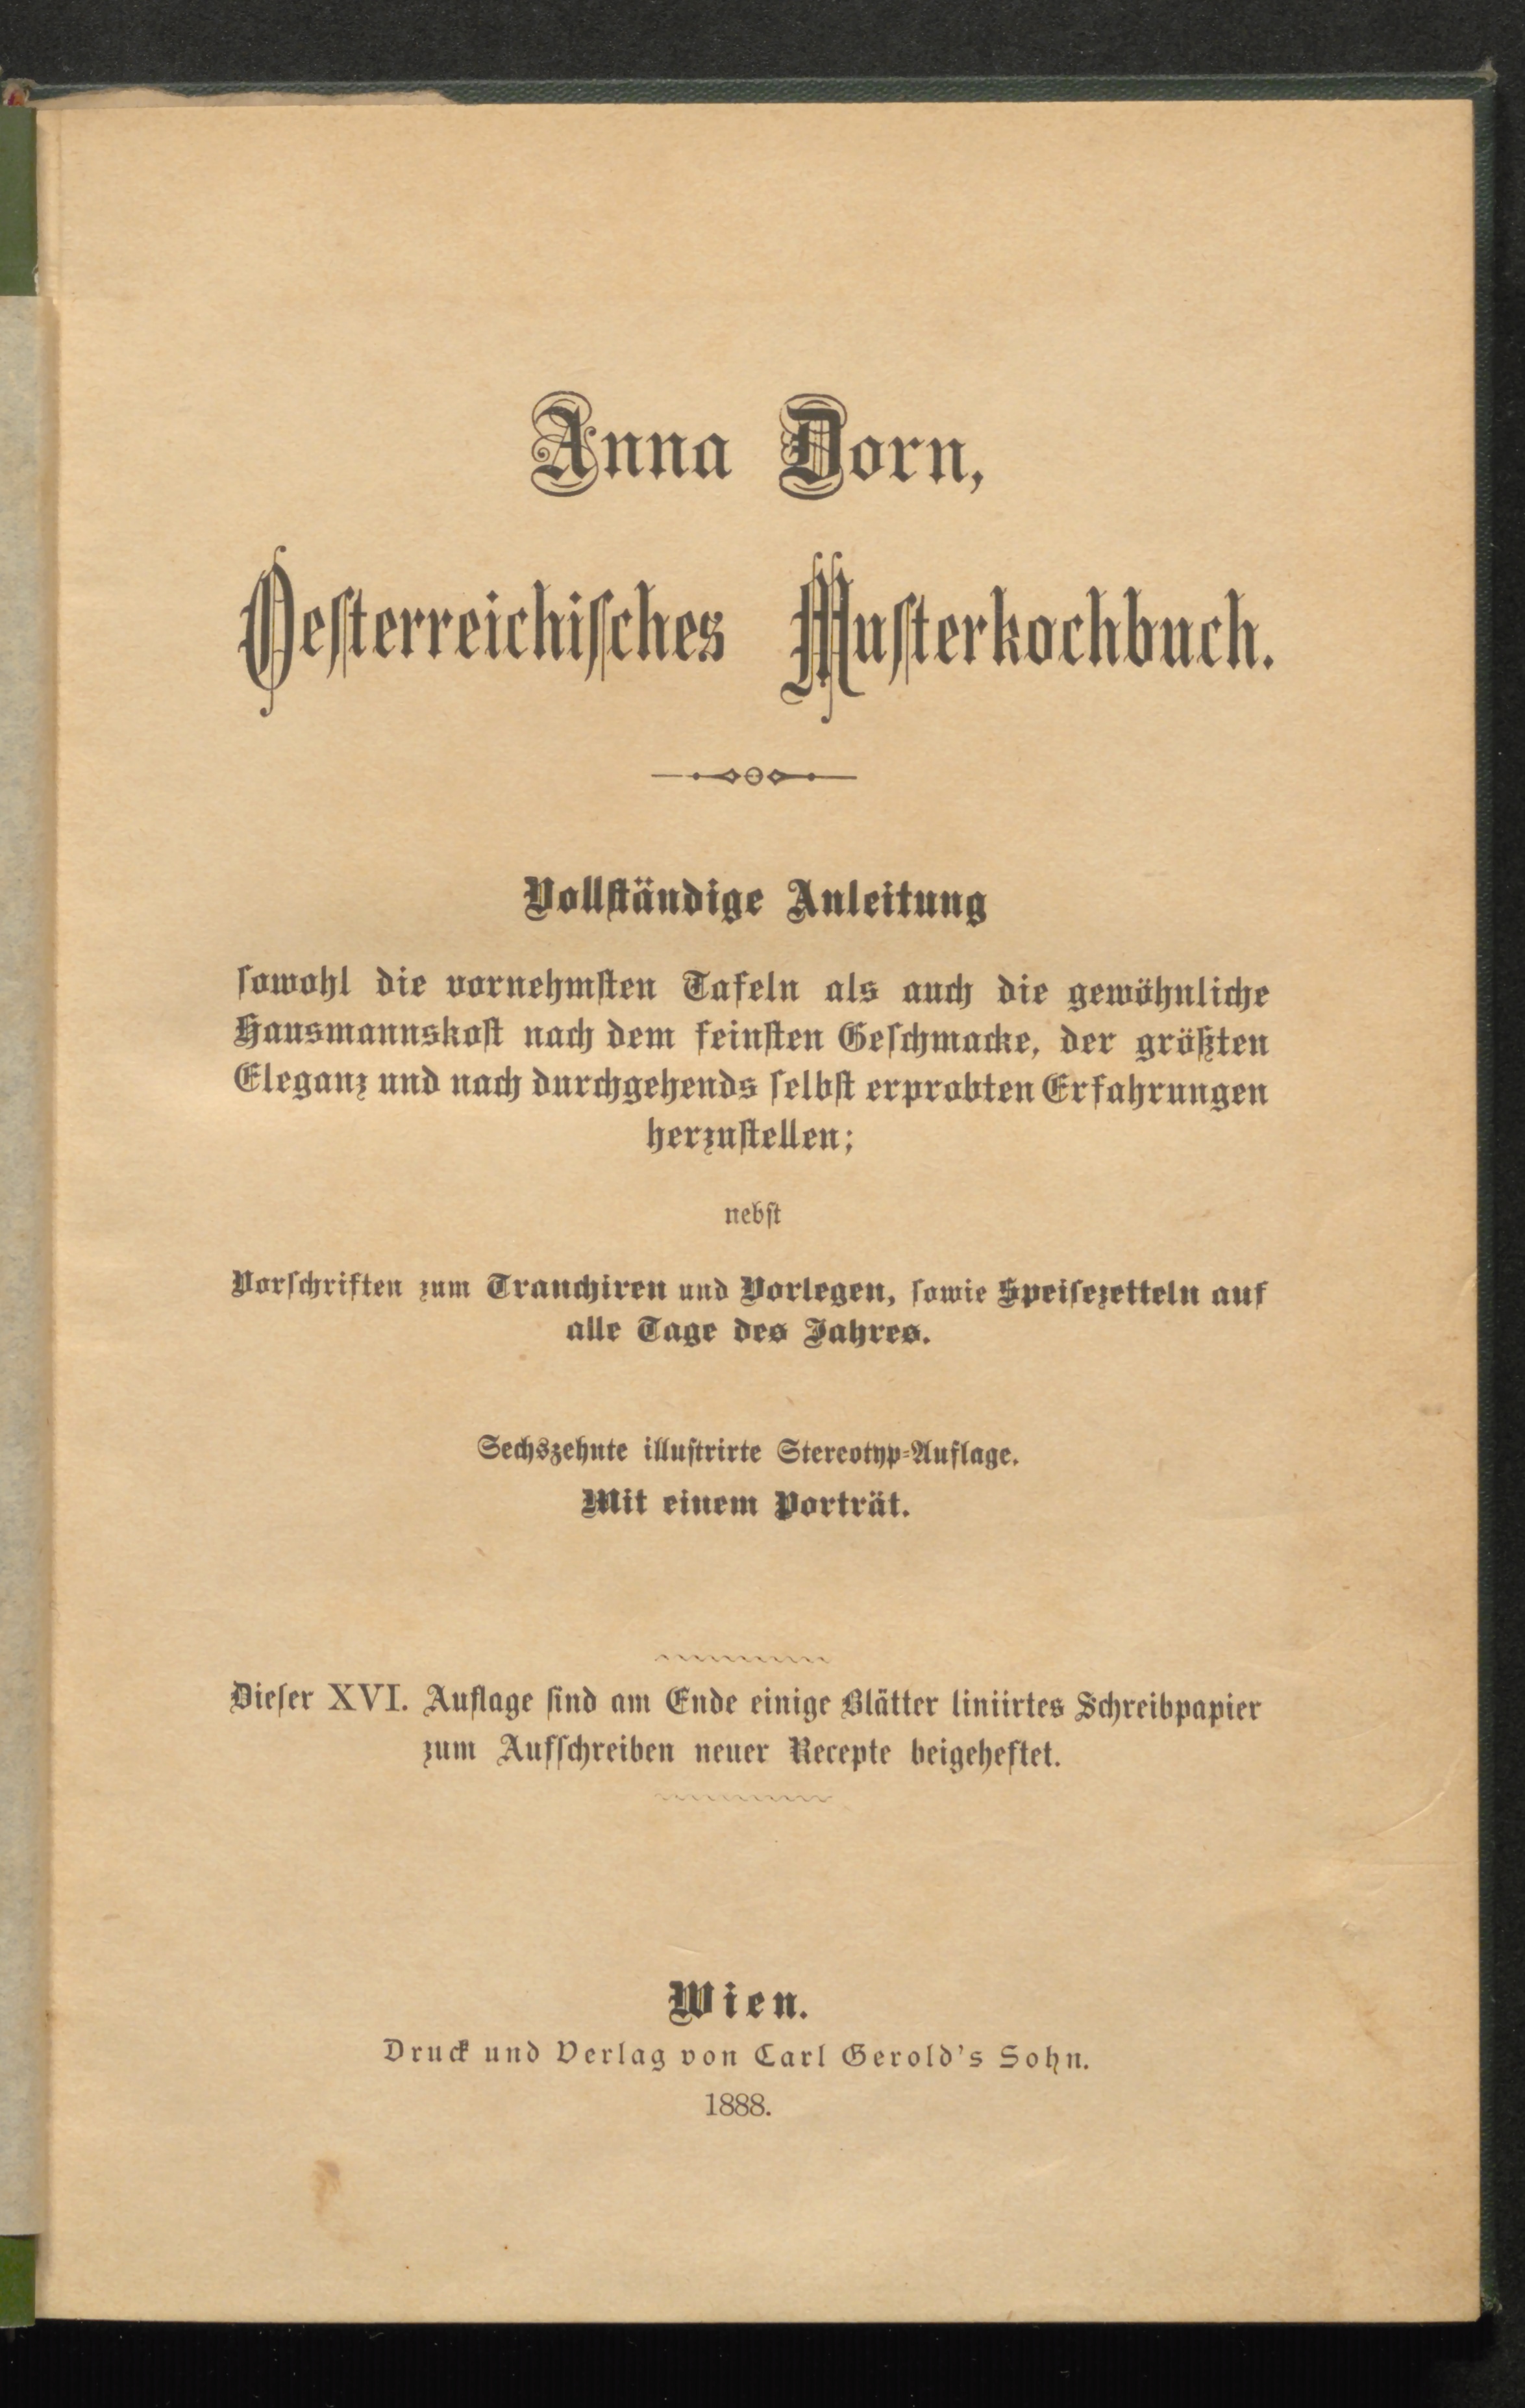 Anna Dorn,
Oeſterreichiſches Muſterkochbuch.
Vollſtändige Anleitung
ſowohl die vornehmſten Tafeln als auch die gewöhnliche
Hausmannskoſt nach dem feinſten Geſchmacke, der größten
Eleganz und nach durchgehends ſelbſt erprobten Erfahrungen
herzuſtellen;
nebſt
Vorſchriften zum Tranchiren und Vorlegen, ſowie Speiſezetteln auf
alle Tage des Jahres.
Sechszehnte illuſtrirte Stereotyp-Auflage.
Mit einem Porträt.
Dieſer XVI. Auflage ſind am Ende einige Blätter liniirtes Schreibpapier
zum Aufſchreiben neuer Recepte beigeheftet.
Wien.
Druck und Verlag von Carl Gerold's Sohn.
1888.